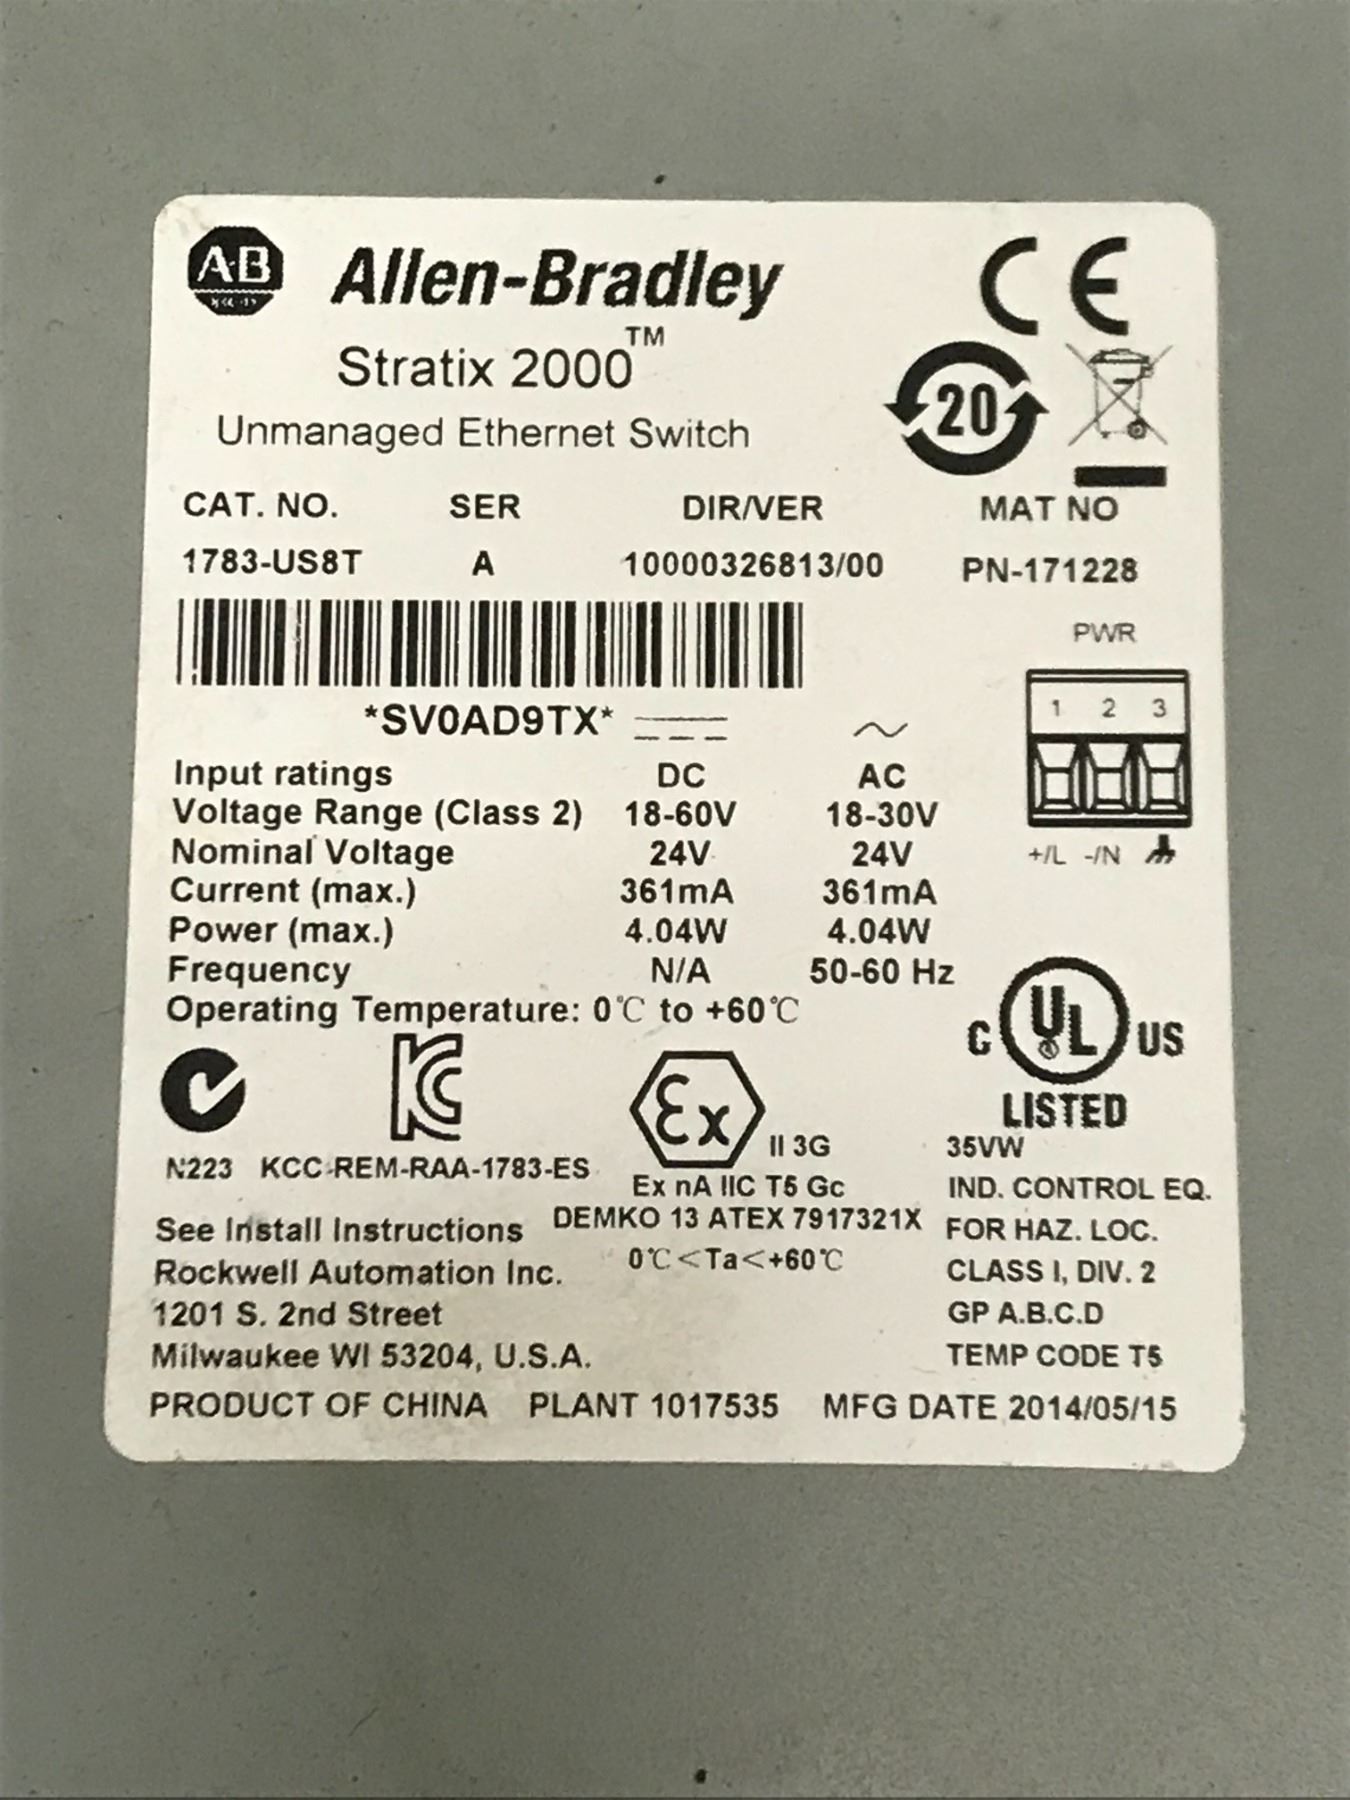 A-B
Allen-Bradley
CE
Stratix 2000™
20
Unmanaged Ethernet Switch
CAT. NO. SER DIR/VER MAT NO
1783-US8T A 10000326813/00 PN-171228
PWR
1 2 3
*SV0AD9TX*
Input ratings DC AC
Voltage Range (Class 2) 18-60V 18-30V
Nominal Voltage 24V 24V
+/L -/N
Current (max.) 361mA 361mA
Power (max.) 4.04W 4.04W
Frequency N/A 50-60 Hz
Operating Temperature: 0℃ to +60℃
C UL US
LISTED
KC
Ex II 3G
35VW
N223 KCC-REM-RAA-1783-ES
Ex nA IIC T5 Gc
IND. CONTROL EQ.
See Install Instructions
DEMKO 13 ATEX 7917321X
FOR HAZ. LOC.
0℃<Ta<+60℃
Rockwell Automation Inc.
CLASS I, DIV. 2
1201 S. 2nd Street
GP A.B.C.D
Milwaukee WI 53204, U.S.A.
TEMP CODE T5
PRODUCT OF CHINA PLANT 1017535 MFG DATE 2014/05/15